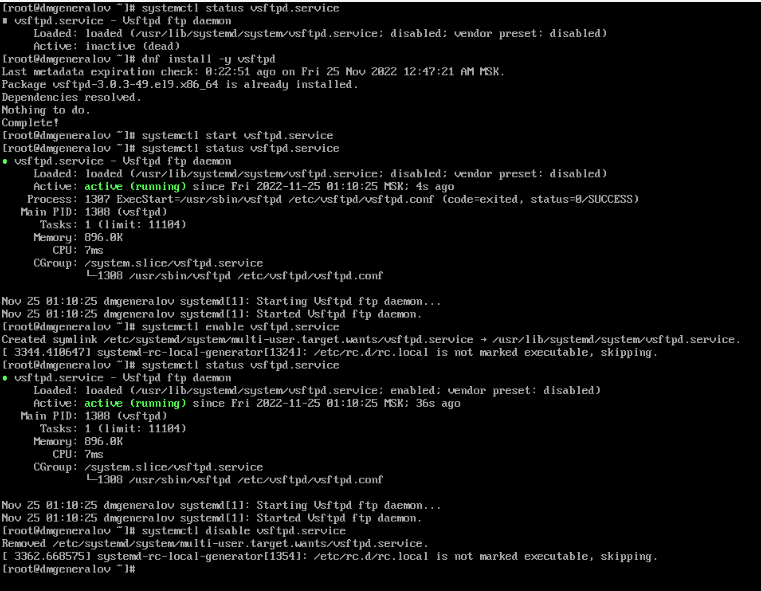 [root@dmgeneralov ~]# systemctl status vsftpd.service
■ vsftpd.service - Vsftpd ftp daemon
     Loaded: loaded (/usr/lib/systemd/system/vsftpd.service; disabled; vendor preset: disabled)
     Active: inactive (dead)
[root@dmgeneralov ~]# dnf install -y vsftpd
Last metadata expiration check: 0:22:51 ago on Fri 25 Nov 2022 12:47:21 AM MSK.
Package vsftpd-3.0.3-49.el9.x86_64 is already installed.
Dependencies resolved.
Nothing to do.
Complete!
[root@dmgeneralov ~]# systemctl start vsftpd.service
[root@dmgeneralov ~]# systemctl status vsftpd.service
● vsftpd.service - Vsftpd ftp daemon
     Loaded: loaded (/usr/lib/systemd/system/vsftpd.service; disabled; vendor preset: disabled)
     Active: active (running) since Fri 2022-11-25 01:10:25 MSK; 4s ago
    Process: 1307 ExecStart=/usr/sbin/vsftpd /etc/vsftpd/vsftpd.conf (code=exited, status=0/SUCCESS)
   Main PID: 1308 (vsftpd)
      Tasks: 1 (limit: 11104)
     Memory: 896.0K
        CPU: 7ms
     CGroup: /system.slice/vsftpd.service
             └─1308 /usr/sbin/vsftpd /etc/vsftpd/vsftpd.conf
Nov 25 01:10:25 dmgeneralov systemd[1]: Starting Vsftpd ftp daemon...
Nov 25 01:10:25 dmgeneralov systemd[1]: Started Vsftpd ftp daemon.
[root@dmgeneralov ~]# systemctl enable vsftpd.service
Created symlink /etc/systemd/system/multi-user.target.wants/vsftpd.service → /usr/lib/systemd/system/vsftpd.service.
[ 3344.410647] systemd-rc-local-generator[1324]: /etc/rc.d/rc.local is not marked executable, skipping.
[root@dmgeneralov ~]# systemctl status vsftpd.service
● vsftpd.service - Vsftpd ftp daemon
     Loaded: loaded (/usr/lib/systemd/system/vsftpd.service; enabled; vendor preset: disabled)
     Active: active (running) since Fri 2022-11-25 01:10:25 MSK; 36s ago
   Main PID: 1308 (vsftpd)
      Tasks: 1 (limit: 11104)
     Memory: 896.0K
        CPU: 7ms
     CGroup: /system.slice/vsftpd.service
             └─1308 /usr/sbin/vsftpd /etc/vsftpd/vsftpd.conf
Nov 25 01:10:25 dmgeneralov systemd[1]: Starting Vsftpd ftp daemon...
Nov 25 01:10:25 dmgeneralov systemd[1]: Started Vsftpd ftp daemon.
[root@dmgeneralov ~]# systemctl disable vsftpd.service
Removed /etc/systemd/system/multi-user.target.wants/vsftpd.service.
[ 3362.668575] systemd-rc-local-generator[1354]: /etc/rc.d/rc.local is not marked executable, skipping.
[root@dmgeneralov ~]#